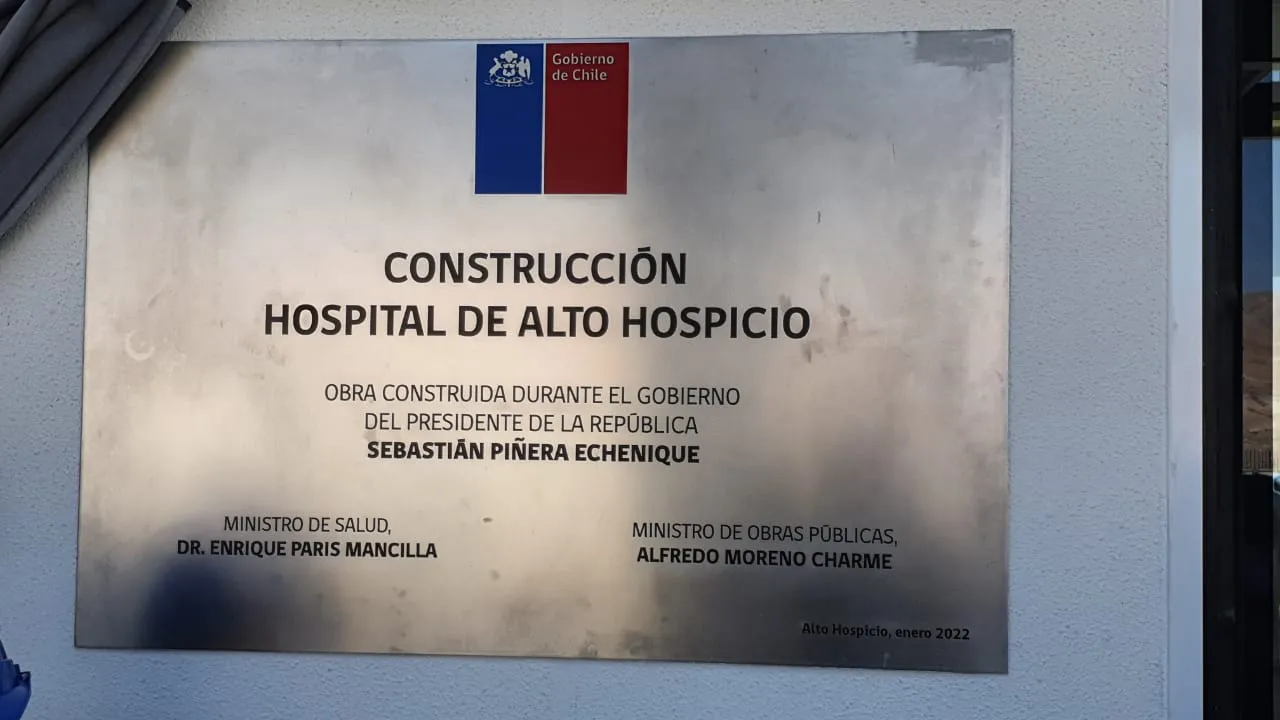 Gobierno
de Chile
CONSTRUCCIÓN
HOSPITAL DE ALTO HOSPICIO
OBRA CONSTRUIDA DURANTE EL GOBIERNO
DEL PRESIDENTE DE LA REPÚBLICA
SEBASTIÁN PIÑERA ECHENIQUE
MINISTRO DE SALUD,
DR. ENRIQUE PARIS MANCILLA
MINISTRO DE OBRAS PÚBLICAS,
ALFREDO MORENO CHARME
Alto Hospicio, enero 2022